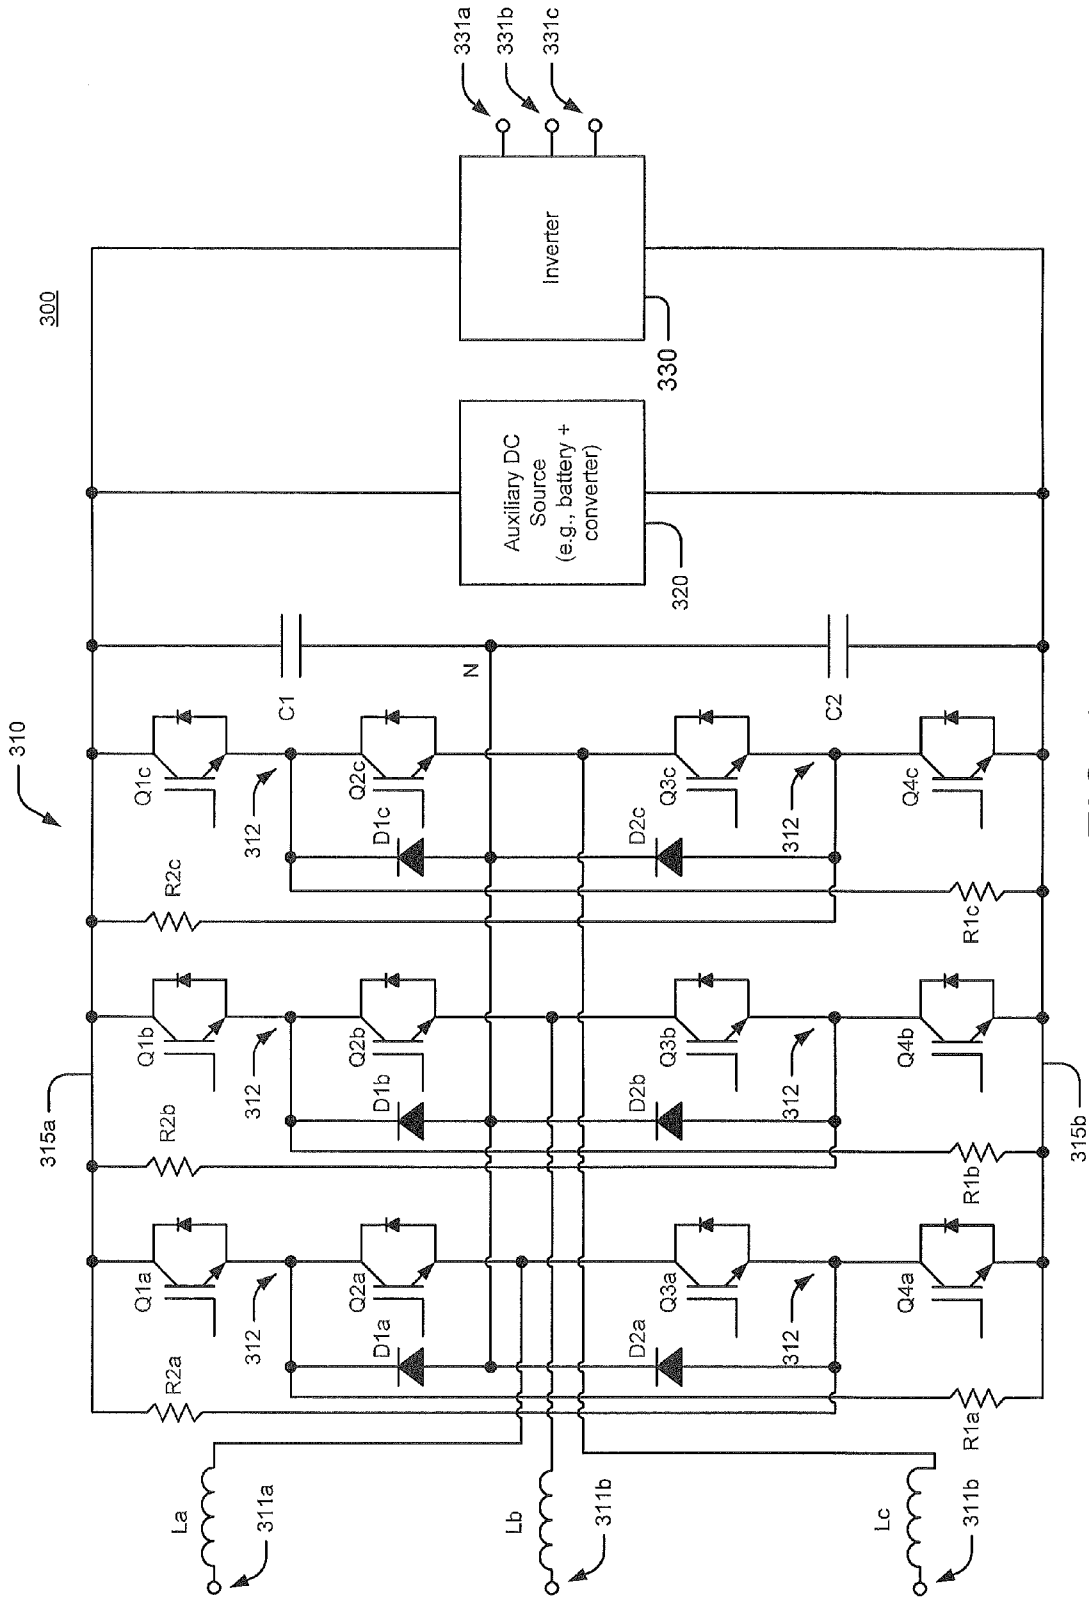 300
310
315a
R2a
Q1a
R2b
Q1b
R2c
Q1c
C1
312
312
312
D1a
Q2a
D1b
Q2b
D1c
Q2c
N
La
311a
Lb
311b
Lc
311b
D2a
Q3a
D2b
Q3b
D2c
Q3c
C2
312
312
312
R1a
Q4a
R1b
Q4b
R1c
Q4c
315b
Auxiliary DC
Source
(e.g., battery +
converter)
320
Inverter
330
331a
331b
331c